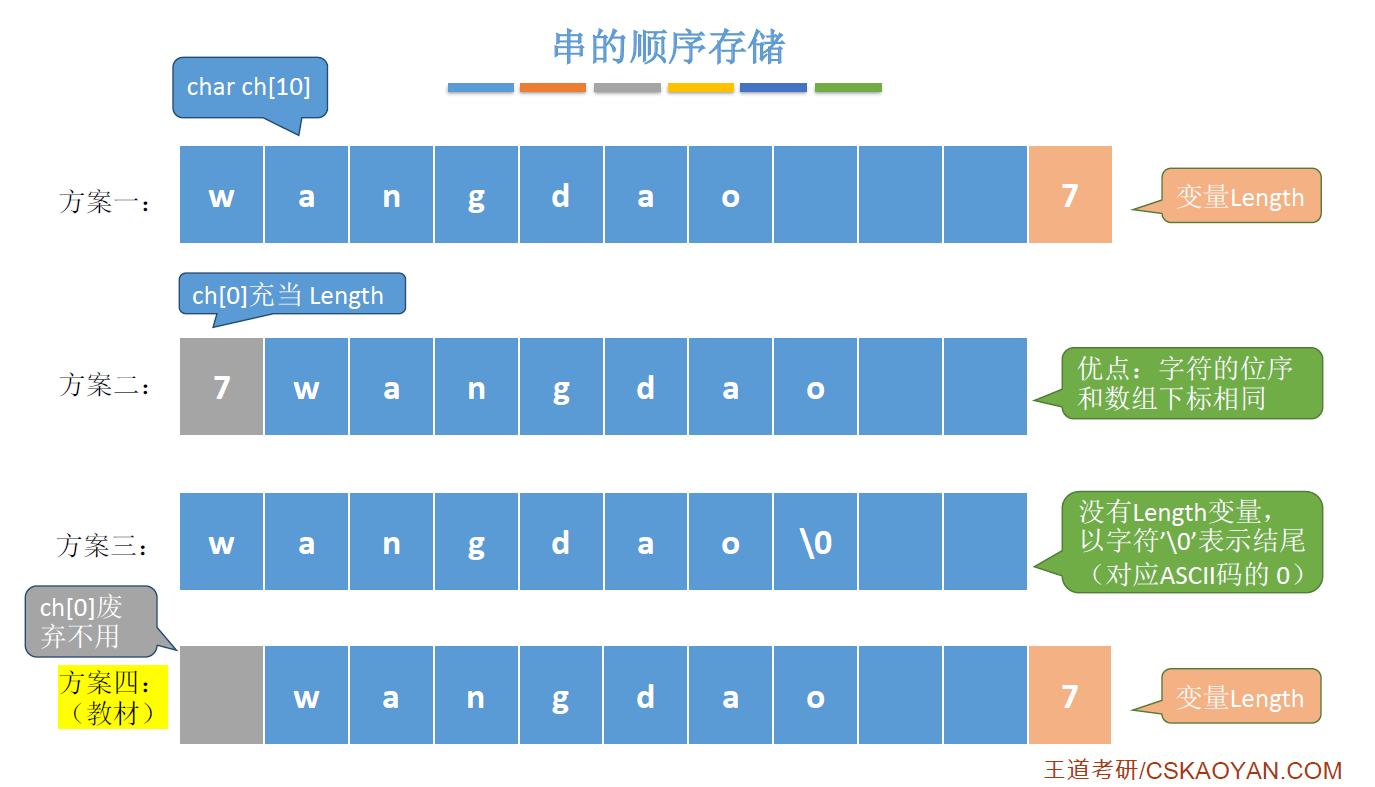 串的顺序存储
char ch[10]
方案一：
w a n g d a o 7
变量Length
ch[0]充当 Length
方案二：
7 w a n g d a o
优点：字符的位序
和数组下标相同
方案三：
w a n g d a o \0
没有Length变量，
以字符’\0’表示结尾
（对应ASCII码的 0）
ch[0]废
弃不用
方案四：
（教材）
w a n g d a o 7
变量Length
王道考研/CSKAOYAN.COM